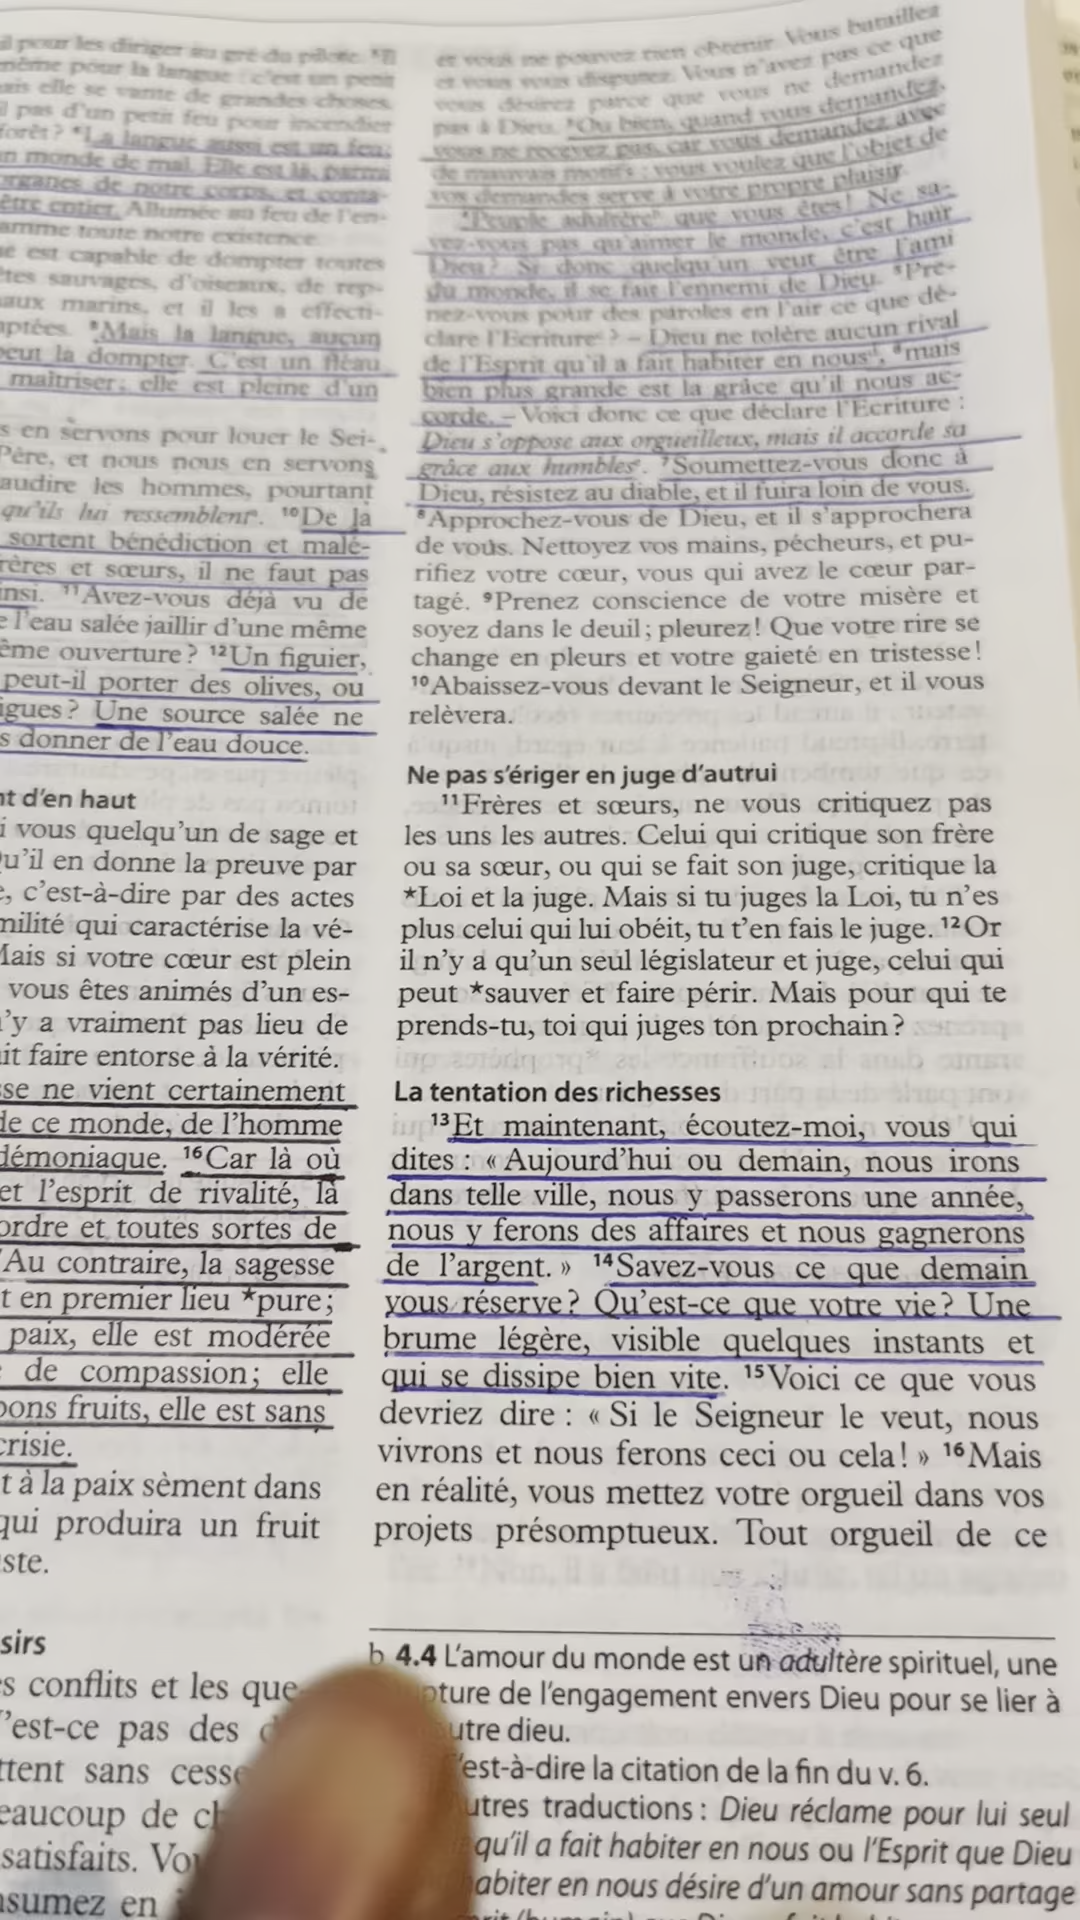 il pour les diriger au gré du pilote. ⁵Il
même pour la langue : c'est un petit
mais elle se vante de grandes choses.
il pas d'un petit feu pour incendier
forêt ? ⁶La langue aussi est un feu;
un monde de mal. Elle est là, parmi
organes de notre corps, et conta-
être entier. Allumée au feu de l'en-
amme toute notre existence.
me est capable de dompter toutes
êtes sauvages, d'oiseaux, de rep-
aux marins, et il les a effecti-
mptées. ⁸Mais la langue, aucun
peut la dompter. C'est un fléau
maîtriser; elle est pleine d'un
s en servons pour louer le Sei-
Père, et nous nous en servons
audire les hommes, pourtant
qu'ils lui ressemblent. ¹⁰De la
sortent bénédiction et malé-
rères et sœurs, il ne faut pas
insi. ¹¹Avez-vous déjà vu de
e l'eau salée jaillir d'une même
ême ouverture ? ¹²Un figuier,
peut-il porter des olives, ou
igues ? Une source salée ne
s donner de l'eau douce.
nt d'en haut
i vous quelqu'un de sage et
Qu'il en donne la preuve par
e, c'est-à-dire par des actes
milité qui caractérise la vé-
Mais si votre cœur est plein
vous êtes animés d'un es-
n'y a vraiment pas lieu de
it faire entorse à la vérité.
sse ne vient certainement
de ce monde, de l'homme
démoniaque. ¹⁶Car là où
et l'esprit de rivalité, là
ordre et toutes sortes de
Au contraire, la sagesse
t en premier lieu *pure;
paix, elle est modérée
de compassion; elle
bons fruits, elle est sans
crisie.
t à la paix sèment dans
qui produira un fruit
ste.
sirs
s conflits et les que
'est-ce pas des
ttent sans cesse
eaucoup de
satisfaits. Vo
nsumez en
et vous ne pouvez rien obtenir. Vous bataillez
et vous vous disputez. Vous n'avez pas ce que
vous désirez parce que vous ne demandez
pas à Dieu. ³Ou bien, quand vous demandez,
vous ne recevez pas, car vous demandez avec
de mauvais motifs : vous voulez que l'objet de
vos demandes serve à votre propre plaisir.
⁴Peuple adultère que vous êtes! Ne sa-
vez-vous pas qu'aimer le monde, c'est haïr
Dieu? Si donc quelqu'un veut être l'ami
du monde, il se fait l'ennemi de Dieu. ⁵Pre-
nez-vous pour des paroles en l'air ce que dé-
clare l'Ecriture ? – Dieu ne tolère aucun rival
de l'Esprit qu'il a fait habiter en nous, ⁶mais
bien plus grande est la grâce qu'il nous ac-
corde. – Voici donc ce que déclare l'Ecriture :
Dieu s'oppose aux orgueilleux, mais il accorde sa
grâce aux humbles. ⁷Soumettez-vous donc à
Dieu, résistez au diable, et il fuira loin de vous.
⁸Approchez-vous de Dieu, et il s'approchera
de vous. Nettoyez vos mains, pécheurs, et pu-
rifiez votre cœur, vous qui avez le cœur par-
tagé. ⁹Prenez conscience de votre misère et
soyez dans le deuil; pleurez! Que votre rire se
change en pleurs et votre gaieté en tristesse!
¹⁰Abaissez-vous devant le Seigneur, et il vous
relèvera.
Ne pas s'ériger en juge d'autrui
¹¹Frères et sœurs, ne vous critiquez pas
les uns les autres. Celui qui critique son frère
ou sa sœur, ou qui se fait son juge, critique la
*Loi et la juge. Mais si tu juges la Loi, tu n'es
plus celui qui lui obéit, tu t'en fais le juge. ¹²Or
il n'y a qu'un seul législateur et juge, celui qui
peut *sauver et faire périr. Mais pour qui te
prends-tu, toi qui juges ton prochain?
La tentation des richesses
¹³Et maintenant, écoutez-moi, vous qui
dites : « Aujourd'hui ou demain, nous irons
dans telle ville, nous y passerons une année,
nous y ferons des affaires et nous gagnerons
de l'argent. » ¹⁴Savez-vous ce que demain
vous réserve? Qu'est-ce que votre vie? Une
brume légère, visible quelques instants et
qui se dissipe bien vite. ¹⁵Voici ce que vous
devriez dire : « Si le Seigneur le veut, nous
vivrons et nous ferons ceci ou cela! » ¹⁶Mais
en réalité, vous mettez votre orgueil dans vos
projets présomptueux. Tout orgueil de ce
b 4.4 L'amour du monde est un adultère spirituel, une
pture de l'engagement envers Dieu pour se lier à
utre dieu.
'est-à-dire la citation de la fin du v. 6.
utres traductions : Dieu réclame pour lui seul
qu'il a fait habiter en nous ou l'Esprit que Dieu
habiter en nous désire d'un amour sans partage